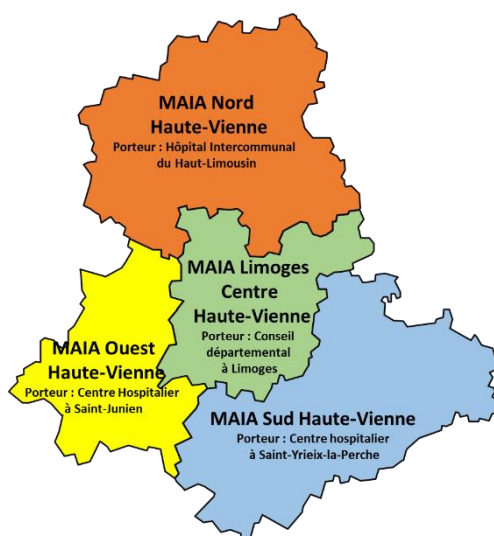 MAIA Nord
Haute-Vienne
Porteur : Hôpital Intercommunal
du Haut-Limousin
MAIA Limoges
Centre
Haute-Vienne
Porteur : Conseil
départemental
à Limoges
MAIA Ouest
Haute-Vienne
Porteur : Centre Hospitalier
à Saint-Junien
MAIA Sud Haute-Vienne
Porteur : Centre hospitalier
à Saint-Yrieix-la-Perche